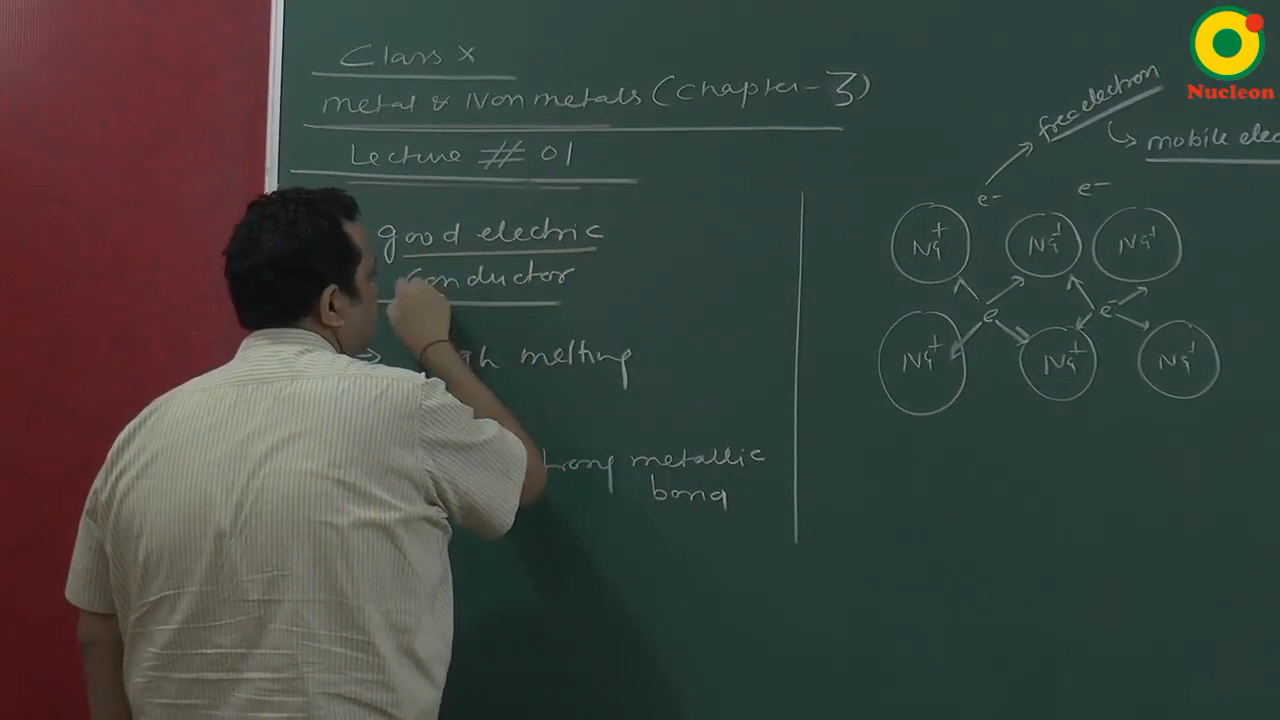 Class X
Metal & Non metals (Chapter - 3)
Lecture # 01
good electric
conductor
→ melting
metallic
bond
free electron
↳ mobile
e- e-
Na+ Na+ Na+
e e-
Na+ Na+ Na+
Nucleon